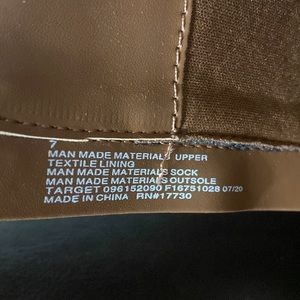 7
MAN MADE MATERIALS UPPER
TEXTILE LINING
MAN MADE MATERIALS SOCK
MAN MADE MATERIALS OUTSOLE
TARGET 096152090 F16751028 07/20
MADE IN CHINA RN#17730